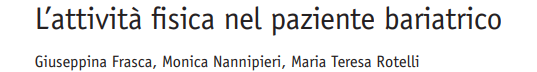 L’attività fisica nel paziente bariatrico
Giuseppina Frasca, Monica Nannipieri, Maria Teresa Rotelli